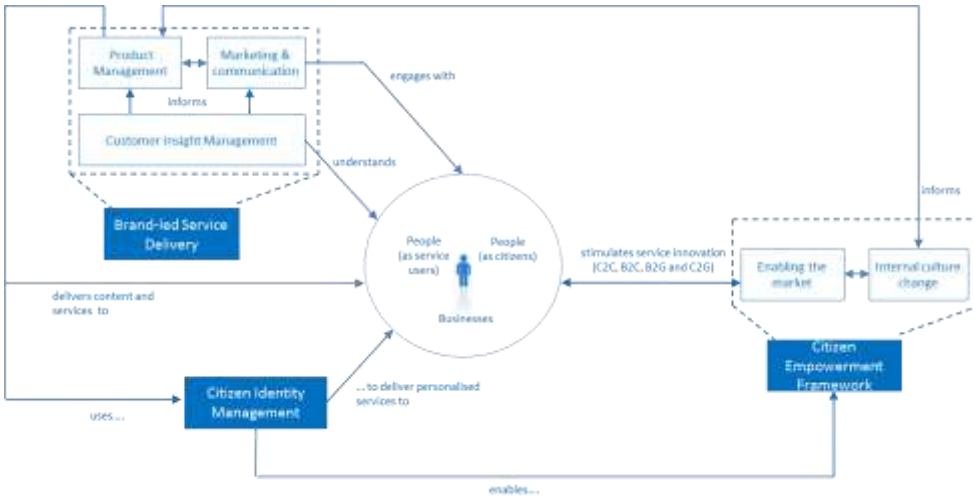 Product
Management
Marketing &
communication
engages with
Informs
Customer Insight Management
understands
Brand-led Service
Delivery
informs
People
(as service
users)
People
(as citizens)
stimulates service innovation
(C2C, B2C, B2G and C2G)
Enabling the
market
Internal culture
change
delivers content and
services to
Businesses
Citizen
Empowerment
Framework
Citizen Identity
Management
... to deliver personalised
services to
uses....
enables....